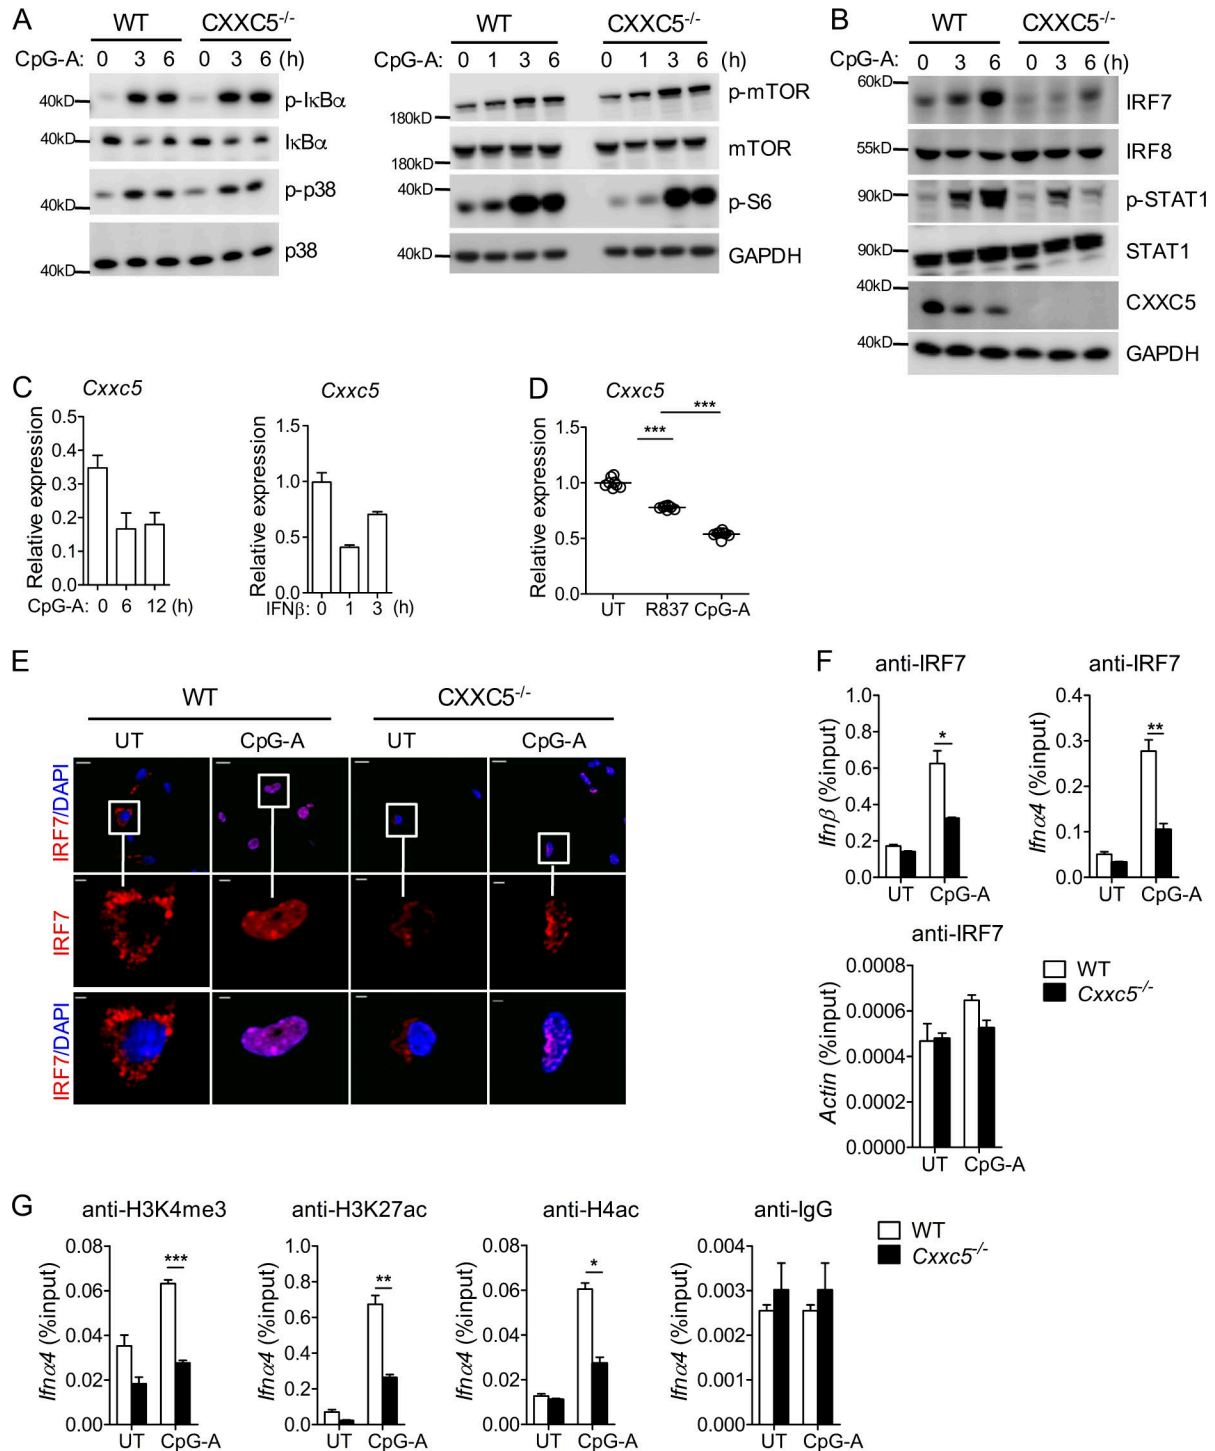 A
WT CXXC5-/-
CpG-A: 0 3 6 0 3 6 (h)
40kD p-IκBα
40kD IκBα
p-p38
40kD
p38
40kD
WT CXXC5-/-
CpG-A: 0 1 3 6 0 1 3 6 (h)
p-mTOR
180kD
mTOR
180kD
40kD p-S6
40kD GAPDH
B
WT CXXC5-/-
CpG-A: 0 3 6 0 3 6 (h)
60kD
IRF7
55kD IRF8
90kD p-STAT1
90kD STAT1
40kD
CXXC5
40kD GAPDH
C
Cxxc5
Relative expression
0.5
0.4
0.3
0.2
0.1
0.0
CpG-A: 0 6 12 (h)
Cxxc5
Relative expression
1.5
1.0
0.5
0.0
IFNβ: 0 1 3 (h)
D
Cxxc5
***
***
Relative expression
1.5
1.0
0.5
0.0
UT R837 CpG-A
E
WT CXXC5-/-
UT CpG-A UT CpG-A
IRF7/DAPI
IRF7
IRF7/DAPI
F
anti-IRF7
Ifnβ (%input)
1.0
0.8
0.6
0.4
0.2
0.0
*
UT CpG-A
anti-IRF7
Ifnα4 (%input)
0.4
0.3
0.2
0.1
0.0
**
UT CpG-A
anti-IRF7
Actin (%input)
0.0008
0.0006
0.0004
0.0002
0.0000
UT CpG-A
WT
Cxxc5-/-
G
anti-H3K4me3
Ifnα4 (%input)
0.08
0.06
0.04
0.02
0.00
***
UT CpG-A
anti-H3K27ac
Ifnα4 (%input)
1.0
0.8
0.6
0.4
0.2
0.0
**
UT CpG-A
anti-H4ac
Ifnα4 (%input)
0.08
0.06
0.04
0.02
0.00
*
UT CpG-A
anti-IgG
Ifnα4 (%input)
0.004
0.003
0.002
0.001
0.000
UT CpG-A
WT
Cxxc5-/-